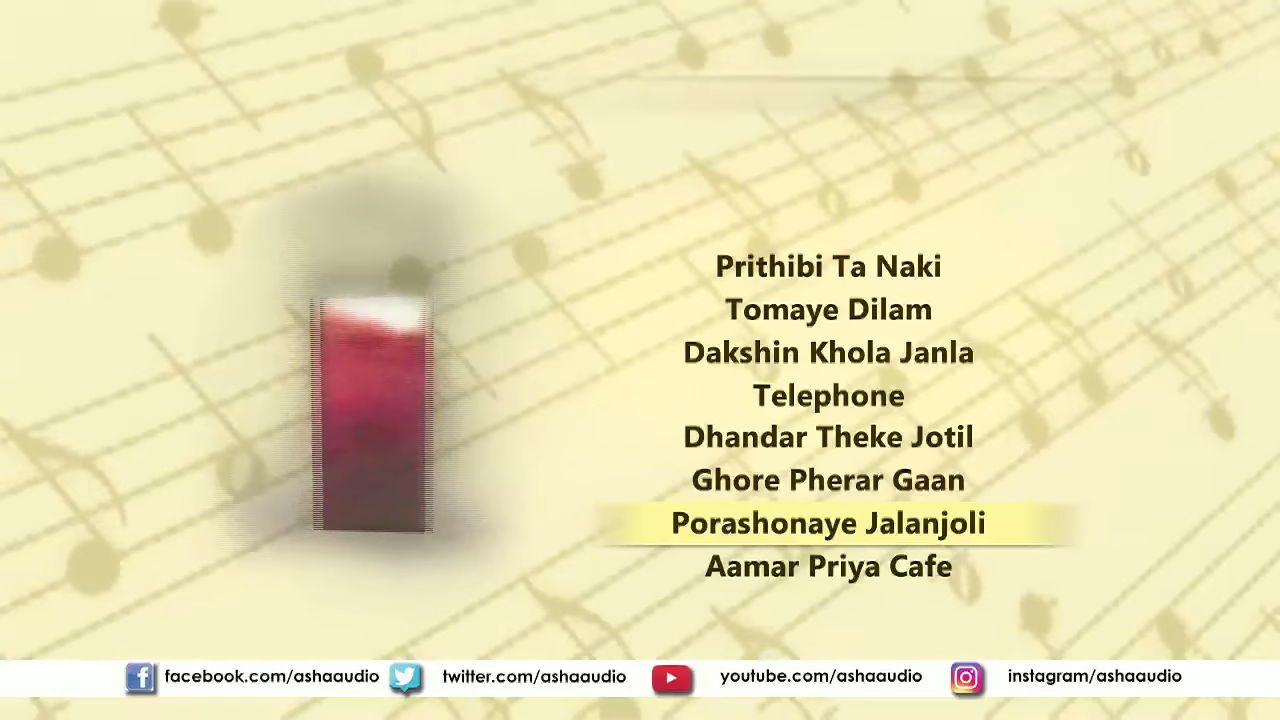 Prithibi Ta Naki
Tomaye Dilam
Dakshin Khola Janla
Telephone
Dhandar Theke Jotil
Ghore Pherar Gaan
Porashonaye Jalanjoli
Aamar Priya Cafe
facebook.com/ashaaudio twitter.com/ashaaudio youtube.com/ashaaudio instagram/ashaaudio